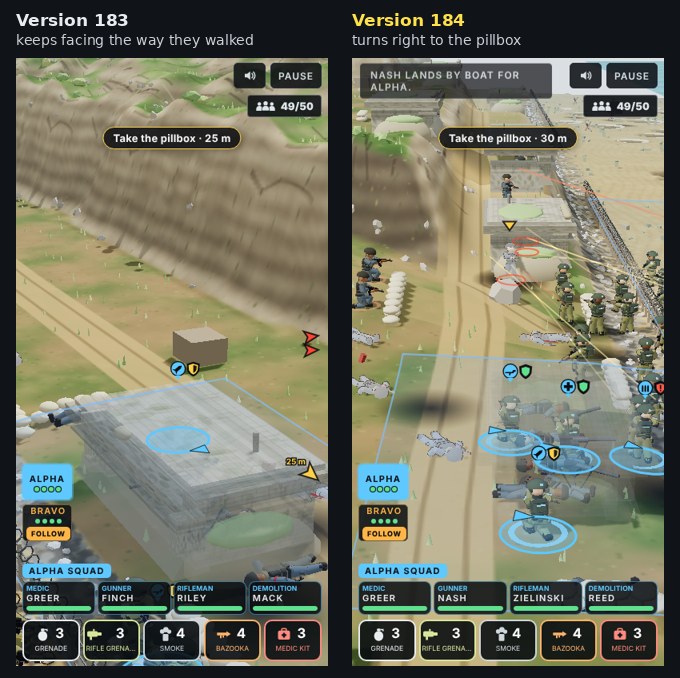 Version 183
keeps facing the way they walked
PAUSE
49/50
Take the pillbox · 25 m
25 m
ALPHA
BRAVO
FOLLOW
ALPHA SQUAD
MEDIC
GREER
GUNNER
FINCH
RIFLEMAN
RILEY
DEMOLITION
MACK
3
GRENADE
3
RIFLE GRENA...
4
SMOKE
4
BAZOOKA
3
MEDIC KIT
Version 184
turns right to the pillbox
NASH LANDS BY BOAT FOR
ALPHA.
PAUSE
49/50
Take the pillbox · 30 m
ALPHA
BRAVO
FOLLOW
ALPHA SQUAD
MEDIC
GREER
GUNNER
NASH
RIFLEMAN
ZIELINSKI
DEMOLITION
REED
3
GRENADE
3
RIFLE GRENA...
4
SMOKE
4
BAZOOKA
3
MEDIC KIT